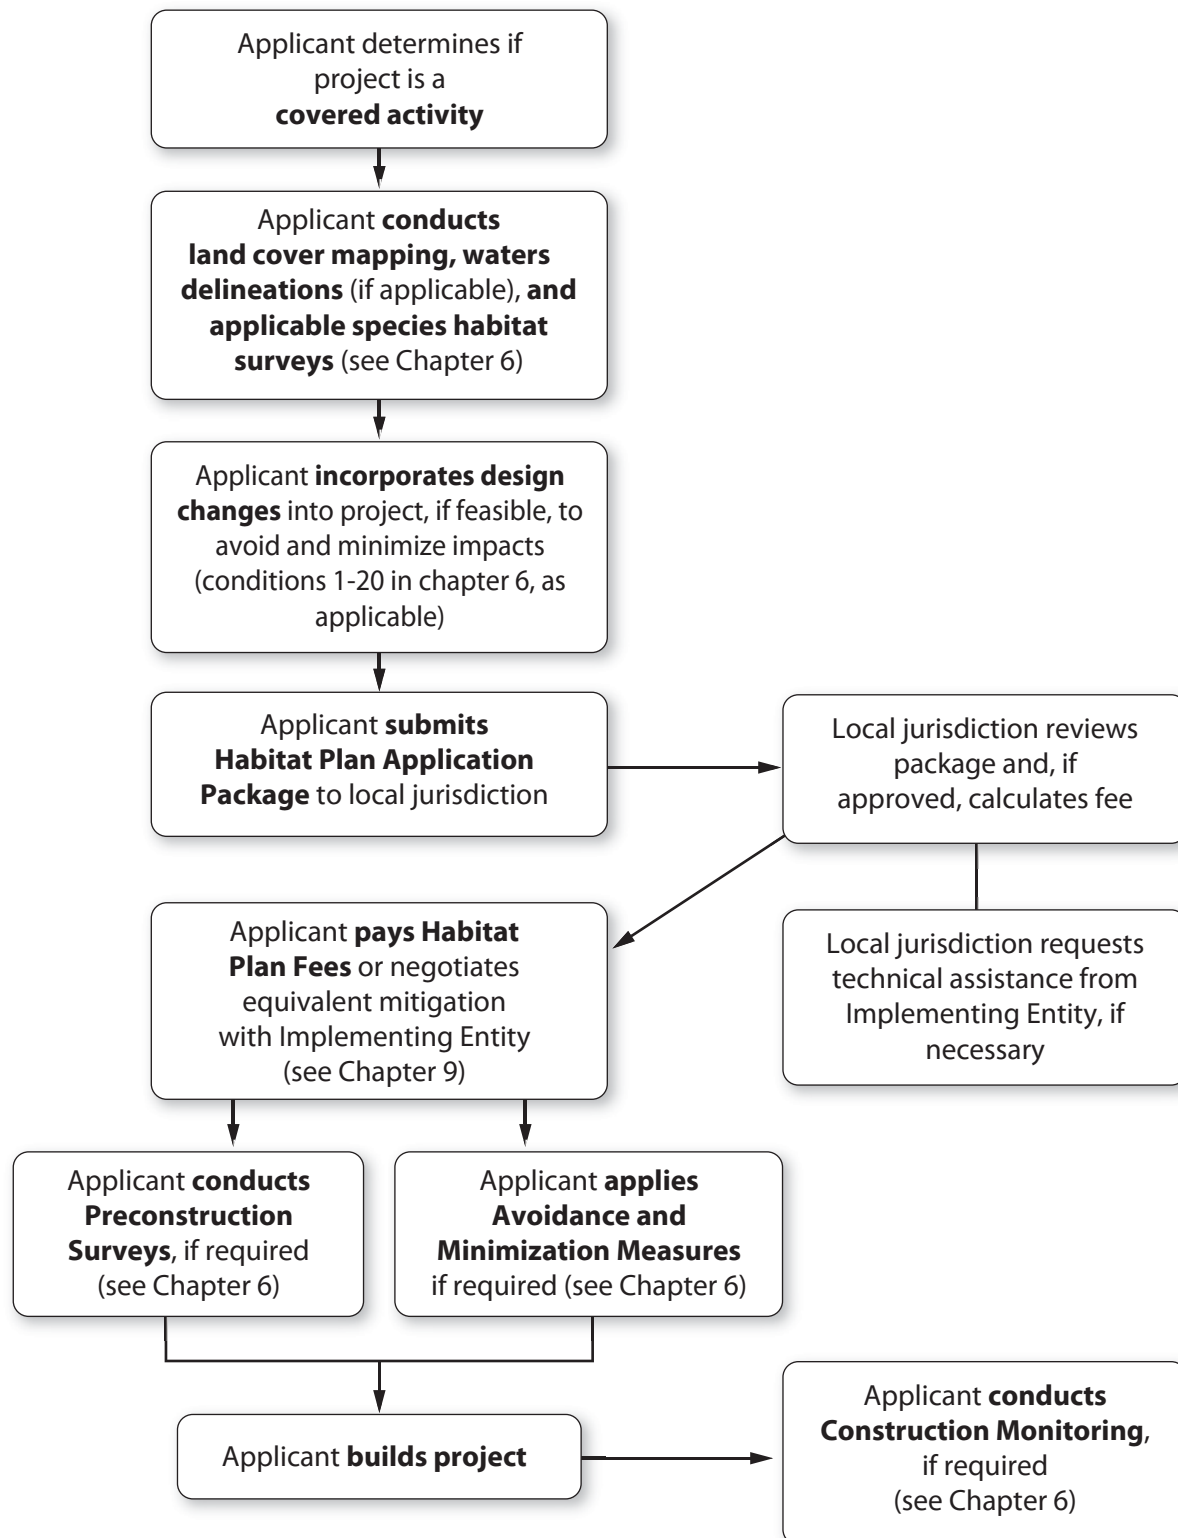 Applicant determines if
project is a
covered activity
Applicant conducts
land cover mapping, waters
delineations (if applicable), and
applicable species habitat
surveys (see Chapter 6)
Applicant incorporates design
changes into project, if feasible, to
avoid and minimize impacts
(conditions 1-20 in chapter 6, as
applicable)
Applicant submits
Habitat Plan Application
Package to local jurisdiction
Local jurisdiction reviews
package and, if
approved, calculates fee
Local jurisdiction requests
technical assistance from
Implementing Entity, if
necessary
Applicant pays Habitat
Plan Fees or negotiates
equivalent mitigation
with Implementing Entity
(see Chapter 9)
Applicant conducts
Preconstruction
Surveys, if required
(see Chapter 6)
Applicant applies
Avoidance and
Minimization Measures
if required (see Chapter 6)
Applicant builds project
Applicant conducts
Construction Monitoring,
if required
(see Chapter 6)